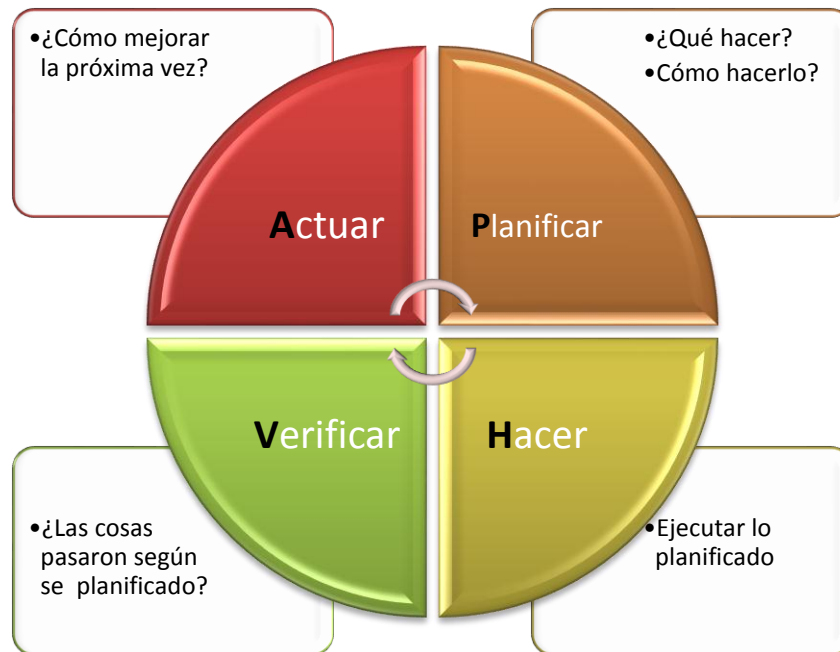 •¿Cómo mejorar
la próxima vez?
•¿Qué hacer?
•Cómo hacerlo?
Actuar
Planificar
Verificar
Hacer
•¿Las cosas
pasaron según
se planificado?
•Ejecutar lo
planificado